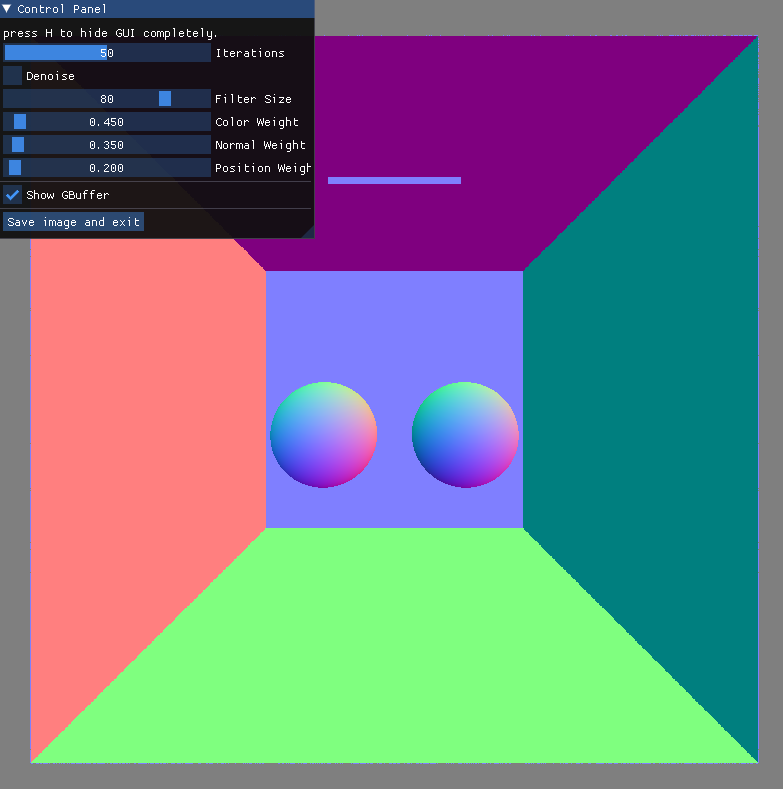 Control Panel
press H to hide GUI completely.
50 Iterations
Denoise
80 Filter Size
0.450 Color Weight
0.350 Normal Weight
0.200 Position Weigh
Show GBuffer
Save image and exit